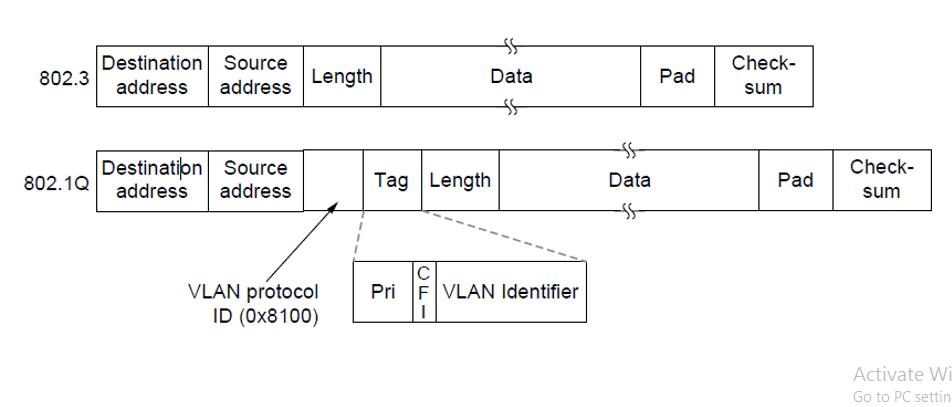 802.3
Destination
address
Source
address
Length
Data
Pad
Check-
sum
802.1Q
Destination
address
Source
address
Tag
Length
Data
Pad
Check-
sum
VLAN protocol
ID (0x8100)
Pri
C
F
I
VLAN Identifier
Activate Wi
Go to PC settin